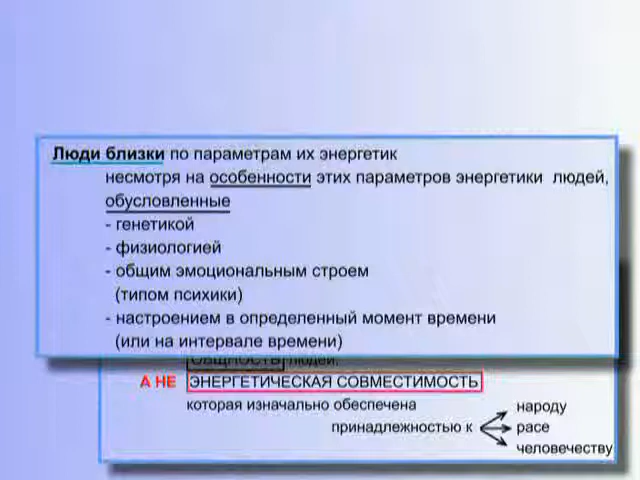 Люди близки по параметрам их энергетик
несмотря на особенности этих параметров энергетики людей,
обусловленные
- генетикой
- физиологией
- общим эмоциональным строем
(типом психики)
- настроением в определенный момент времени
(или на интервале времени)
ОБЩНОСТЬ людей.
А НЕ ЭНЕРГЕТИЧЕСКАЯ СОВМЕСТИМОСТЬ
которая изначально обеспечена
принадлежностью к
народу
расе
человечеству